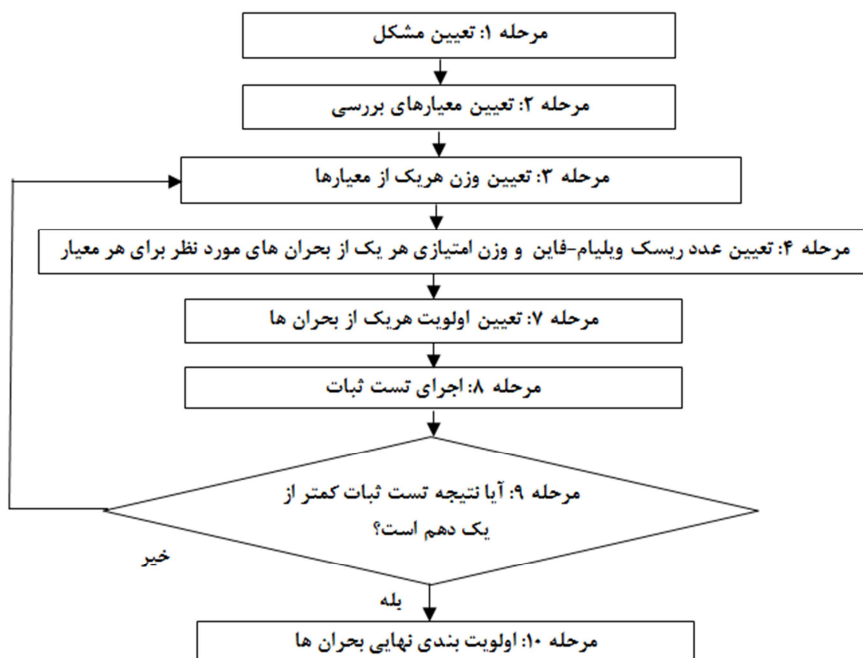 مرحله ۱: تعیین مشکل
مرحله ۲: تعیین معیارهای بررسی
مرحله ۳: تعیین وزن هریک از معیارها
مرحله ۴: تعیین عدد ریسک ویلیام-فاین و وزن امتیازی هر یک از بحران های مورد نظر برای هر معیار
مرحله ۷: تعیین اولویت هریک از بحران ها
مرحله ۸: اجرای تست ثبات
مرحله ۹: آیا نتیجه تست ثبات کمتر از
یک دهم است؟
خیر
بله
مرحله ۱۰: اولویت بندی نهایی بحران ها